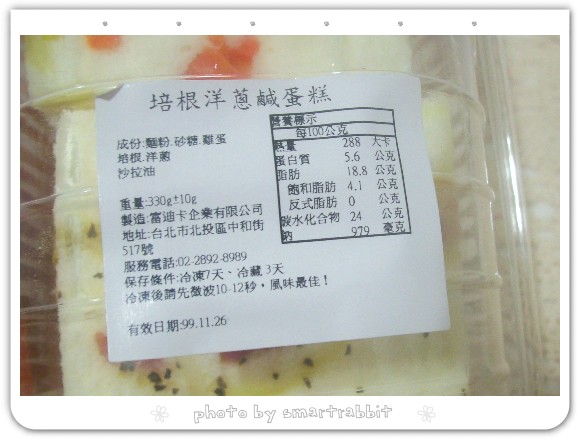 培根洋蔥鹹蛋糕
成份:麵粉.砂糖.雞蛋
培根.洋蔥
沙拉油
重量:330g±10g
製造:富迪卡企業有限公司
地址:台北市北投區中和街
517號
服務電話:02-2892-8989
保存條件:冷凍7天、冷藏 3天
冷凍後請先微波10-12秒，風味最佳！
有效日期:99.11.26
營養標示
每100公克
熱量 288 大卡
蛋白質 5.6 公克
脂肪 18.8 公克
飽和脂肪 4.1 公克
反式脂肪 0 公克
碳水化合物 24 公克
鈉 979 毫克
photo by smartrabbit